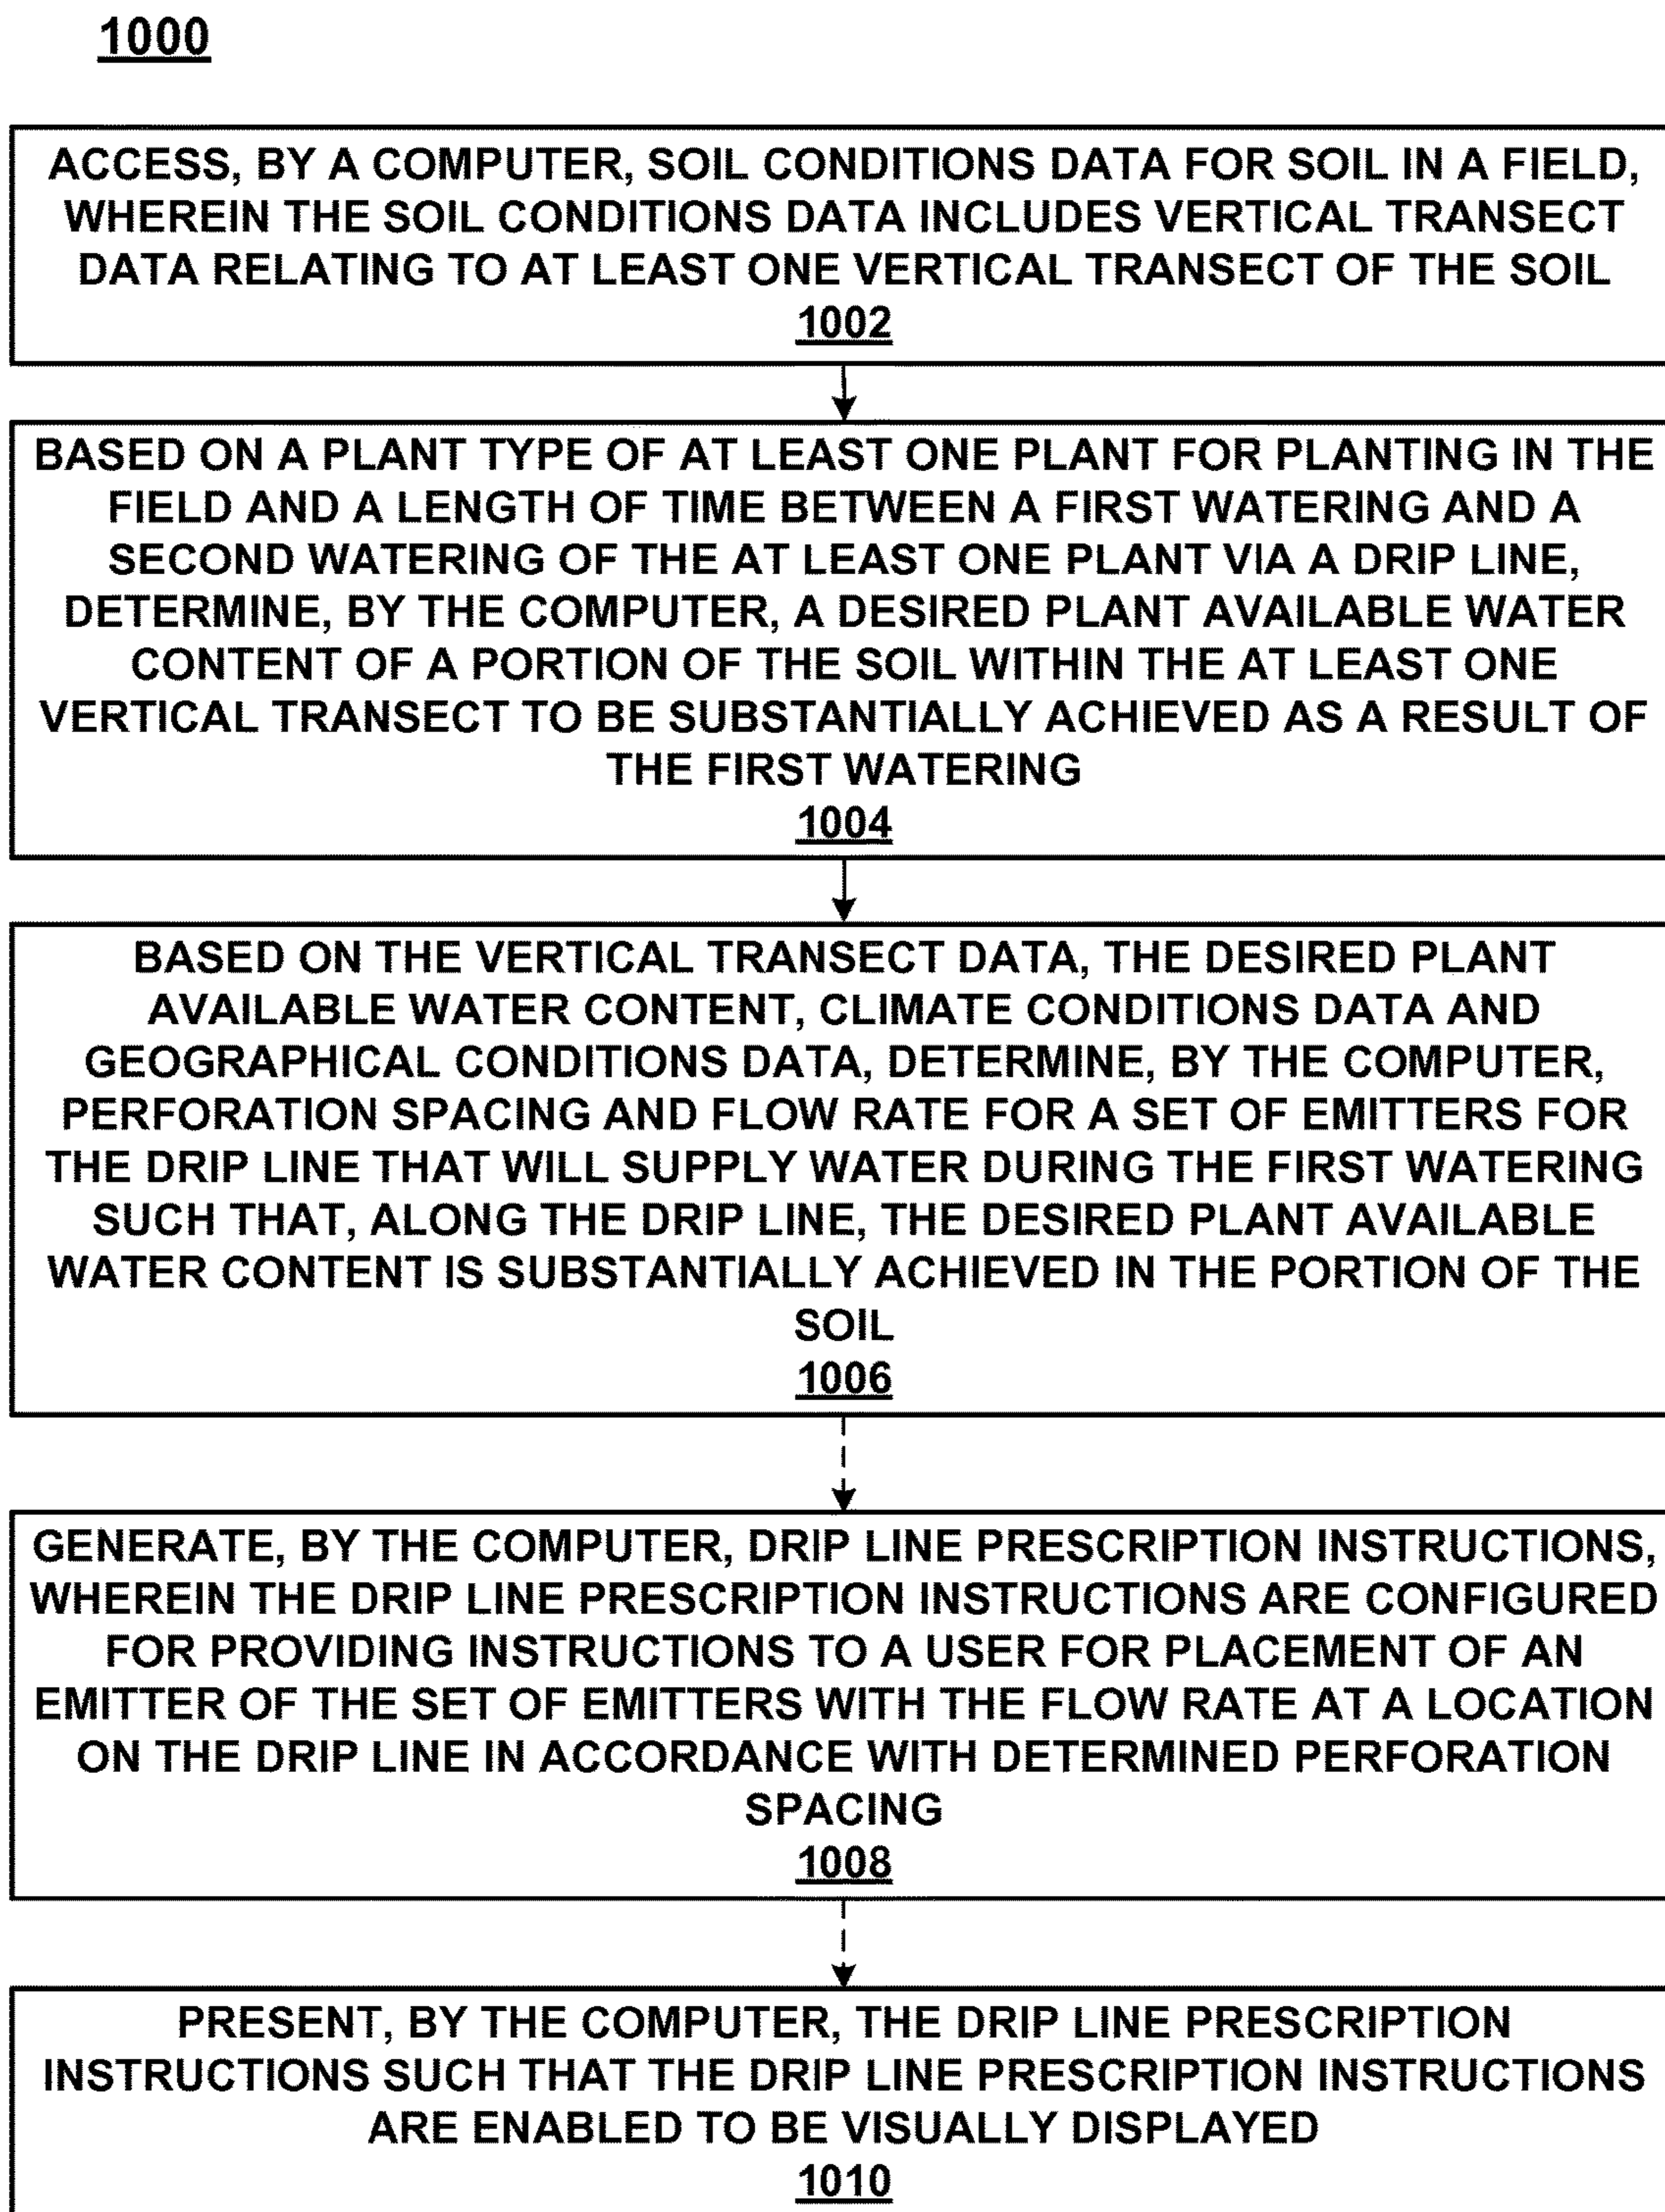 1000
ACCESS, BY A COMPUTER, SOIL CONDITIONS DATA FOR SOIL IN A FIELD,
WHEREIN THE SOIL CONDITIONS DATA INCLUDES VERTICAL TRANSECT
DATA RELATING TO AT LEAST ONE VERTICAL TRANSECT OF THE SOIL
1002
BASED ON A PLANT TYPE OF AT LEAST ONE PLANT FOR PLANTING IN THE
FIELD AND A LENGTH OF TIME BETWEEN A FIRST WATERING AND A
SECOND WATERING OF THE AT LEAST ONE PLANT VIA A DRIP LINE,
DETERMINE, BY THE COMPUTER, A DESIRED PLANT AVAILABLE WATER
CONTENT OF A PORTION OF THE SOIL WITHIN THE AT LEAST ONE
VERTICAL TRANSECT TO BE SUBSTANTIALLY ACHIEVED AS A RESULT OF
THE FIRST WATERING
1004
BASED ON THE VERTICAL TRANSECT DATA, THE DESIRED PLANT
AVAILABLE WATER CONTENT, CLIMATE CONDITIONS DATA AND
GEOGRAPHICAL CONDITIONS DATA, DETERMINE, BY THE COMPUTER,
PERFORATION SPACING AND FLOW RATE FOR A SET OF EMITTERS FOR
THE DRIP LINE THAT WILL SUPPLY WATER DURING THE FIRST WATERING
SUCH THAT, ALONG THE DRIP LINE, THE DESIRED PLANT AVAILABLE
WATER CONTENT IS SUBSTANTIALLY ACHIEVED IN THE PORTION OF THE
SOIL
1006
GENERATE, BY THE COMPUTER, DRIP LINE PRESCRIPTION INSTRUCTIONS,
WHEREIN THE DRIP LINE PRESCRIPTION INSTRUCTIONS ARE CONFIGURED
FOR PROVIDING INSTRUCTIONS TO A USER FOR PLACEMENT OF AN
EMITTER OF THE SET OF EMITTERS WITH THE FLOW RATE AT A LOCATION
ON THE DRIP LINE IN ACCORDANCE WITH DETERMINED PERFORATION
SPACING
1008
PRESENT, BY THE COMPUTER, THE DRIP LINE PRESCRIPTION
INSTRUCTIONS SUCH THAT THE DRIP LINE PRESCRIPTION INSTRUCTIONS
ARE ENABLED TO BE VISUALLY DISPLAYED
1010